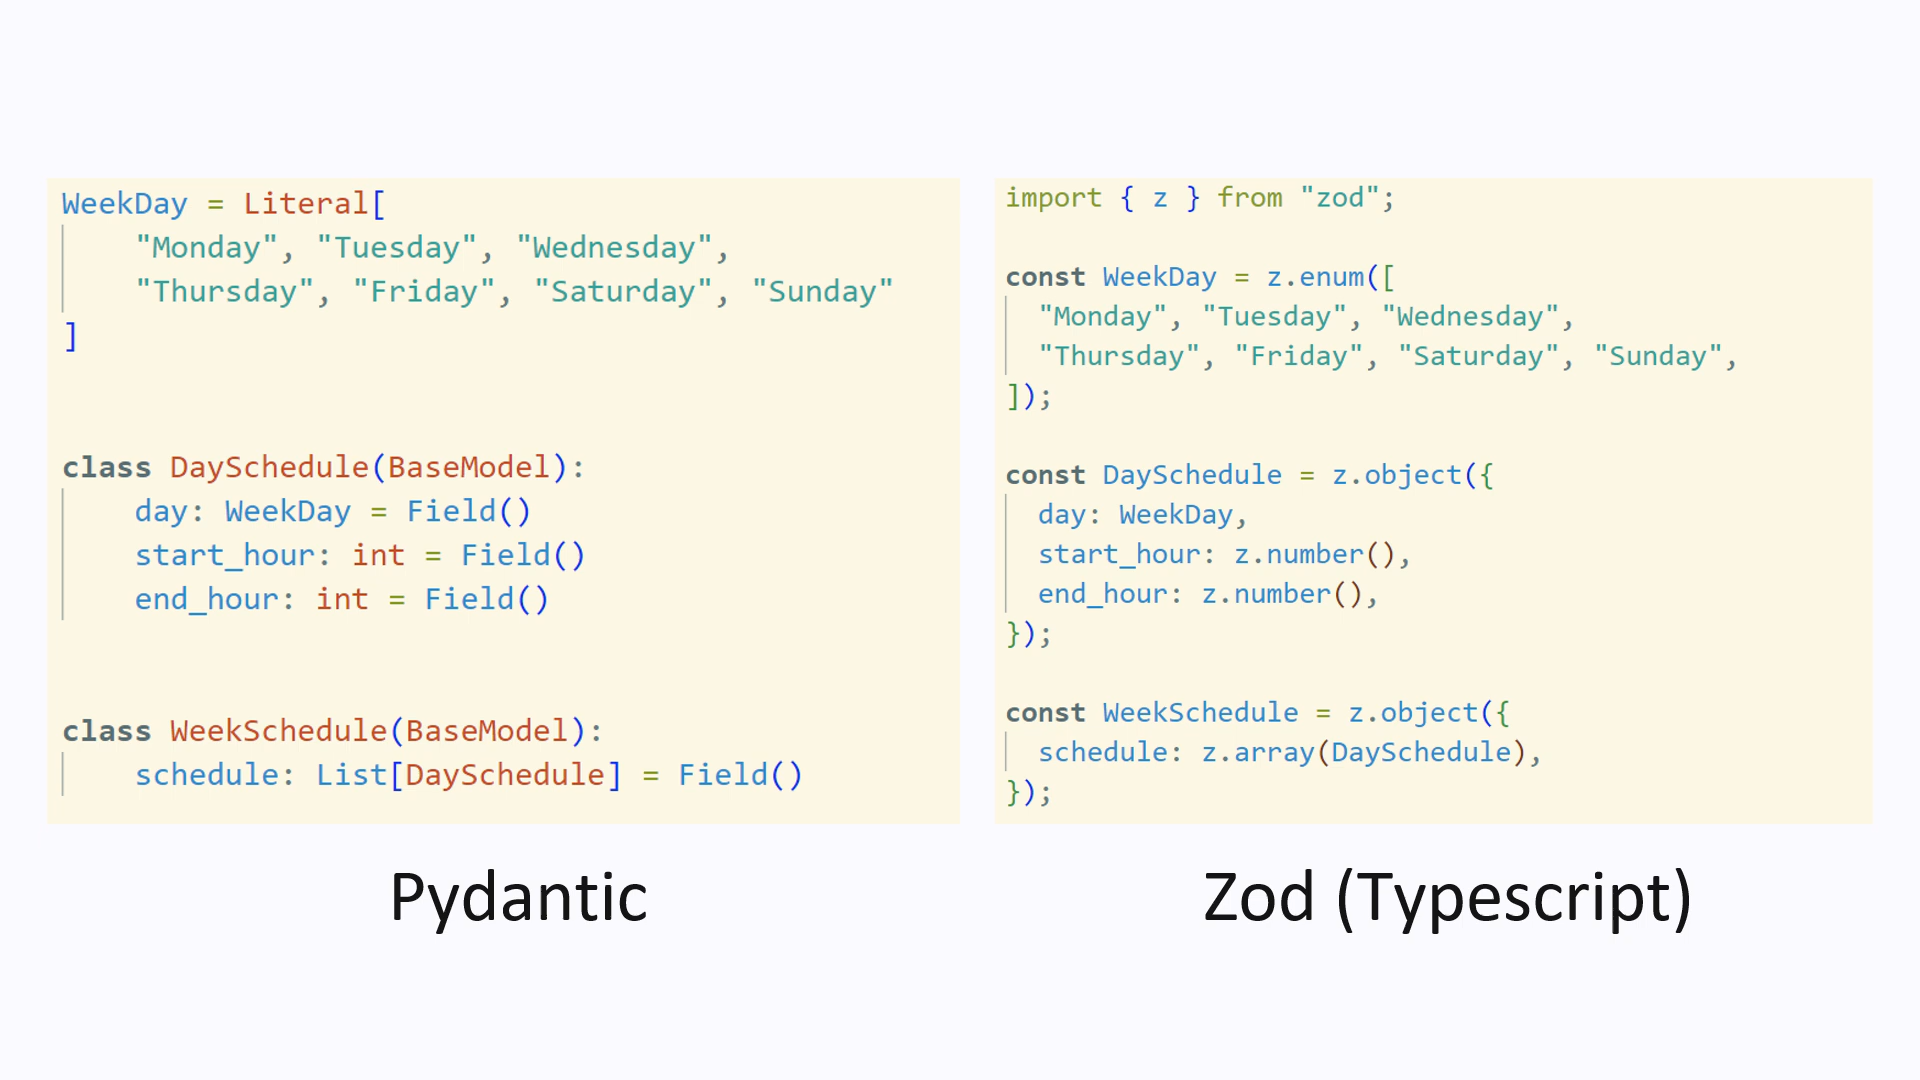 WeekDay = Literal[
    "Monday", "Tuesday", "Wednesday",
    "Thursday", "Friday", "Saturday", "Sunday"
]
class DaySchedule(BaseModel):
    day: WeekDay = Field()
    start_hour: int = Field()
    end_hour: int = Field()
class WeekSchedule(BaseModel):
    schedule: List[DaySchedule] = Field()
Pydantic
import { z } from "zod";
const WeekDay = z.enum([
  "Monday", "Tuesday", "Wednesday",
  "Thursday", "Friday", "Saturday", "Sunday",
]);
const DaySchedule = z.object({
  day: WeekDay,
  start_hour: z.number(),
  end_hour: z.number(),
});
const WeekSchedule = z.object({
  schedule: z.array(DaySchedule),
});
Zod (Typescript)